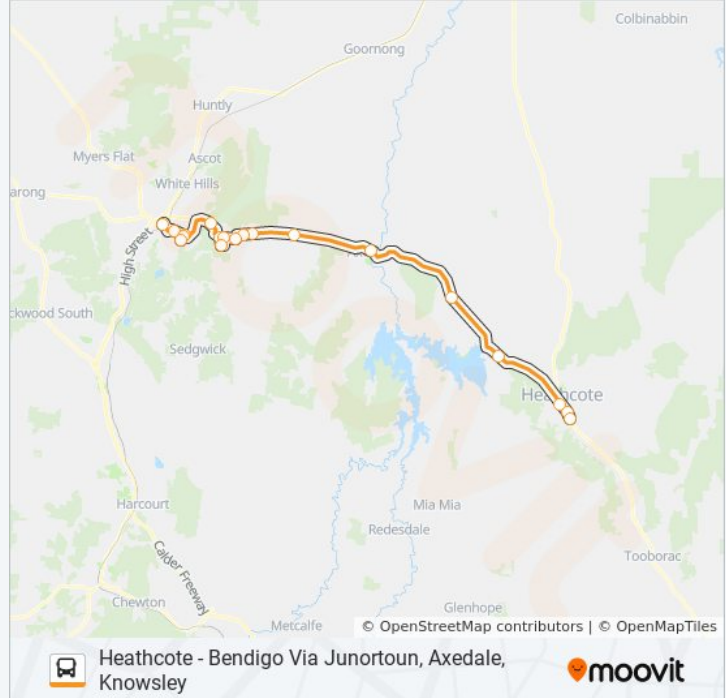 Colbinabbin
Goornong
Huntly
Myers Flat
Ascot
arong
White Hills
High Street
ckwood South
Sedgwick
Heathcote
Harcourt
Mia Mia
Redesdale
Calder Freeway
Tooborac
Chewton
Glenhope
Metcalfe
© OpenStreetMap contributors | © OpenMapTiles
Heathcote - Bendigo Via Junortoun, Axedale,
Knowsley
moovit